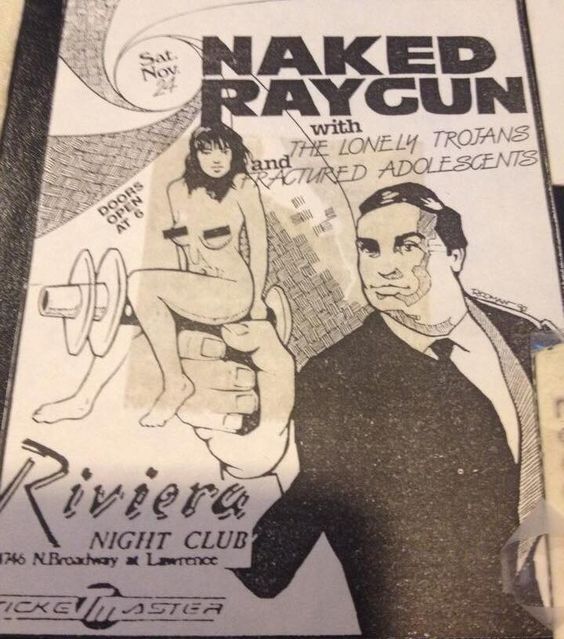 Sat.
Nov.
24
NAKED
RAYGUN
with
THE LONELY TROJANS
and
FRACTURED ADOLESCENTS
DOORS
OPEN
AT 6
Riviera
NIGHT CLUB
4746 N.Broadway at Lawrence
TICKETMASTER